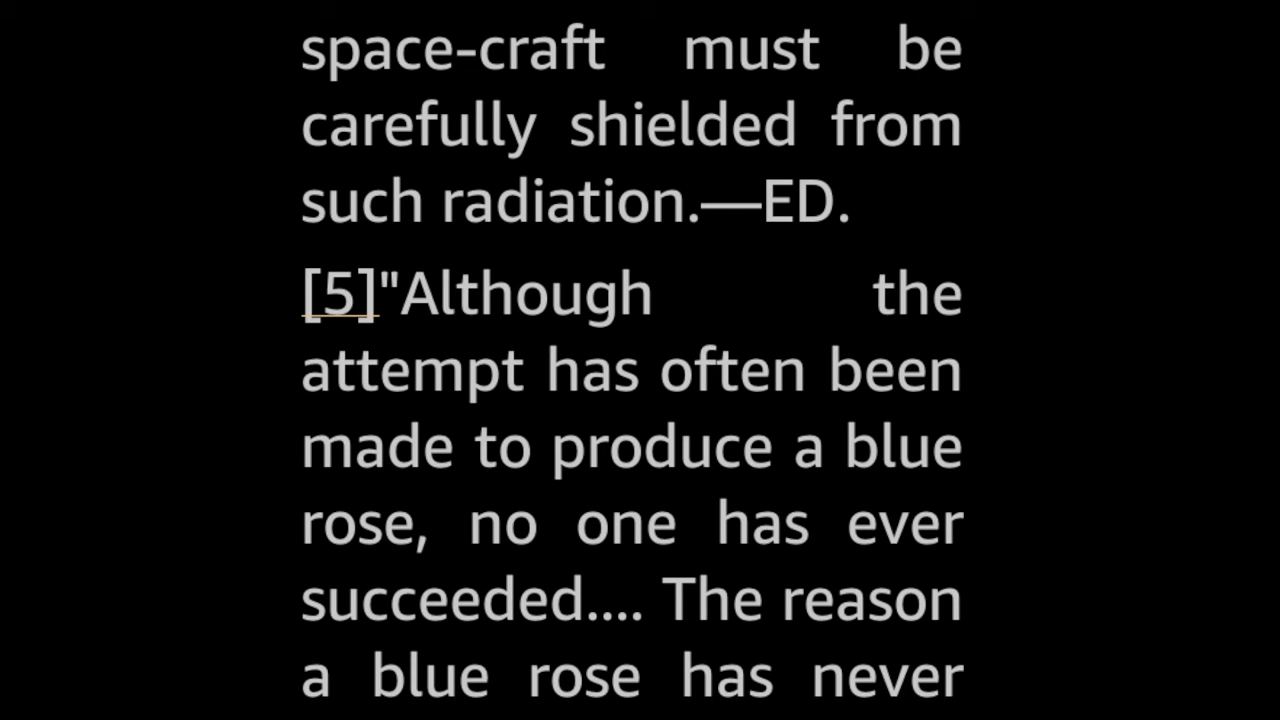 space-craft must be
carefully shielded from
such radiation.—ED.
[5]"Although the
attempt has often been
made to produce a blue
rose, no one has ever
succeeded.... The reason
a blue rose has never